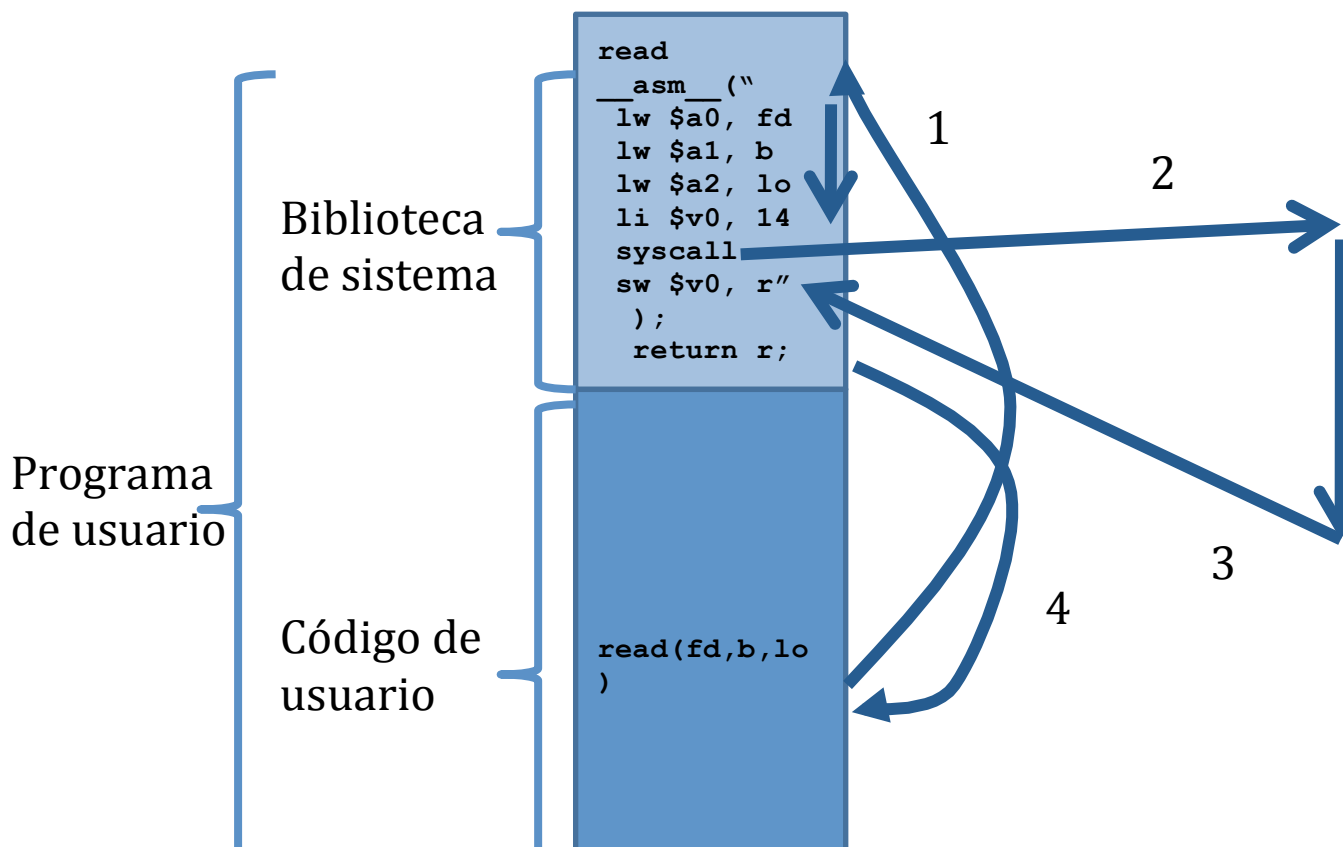 read
__asm__(“
lw $a0, fd
lw $a1, b
lw $a2, lo
li $v0, 14
syscall
sw $v0, r”
);
return r;
1
2
Biblioteca
de sistema
Programa
de usuario
3
4
Código de
usuario
read(fd,b,lo
)